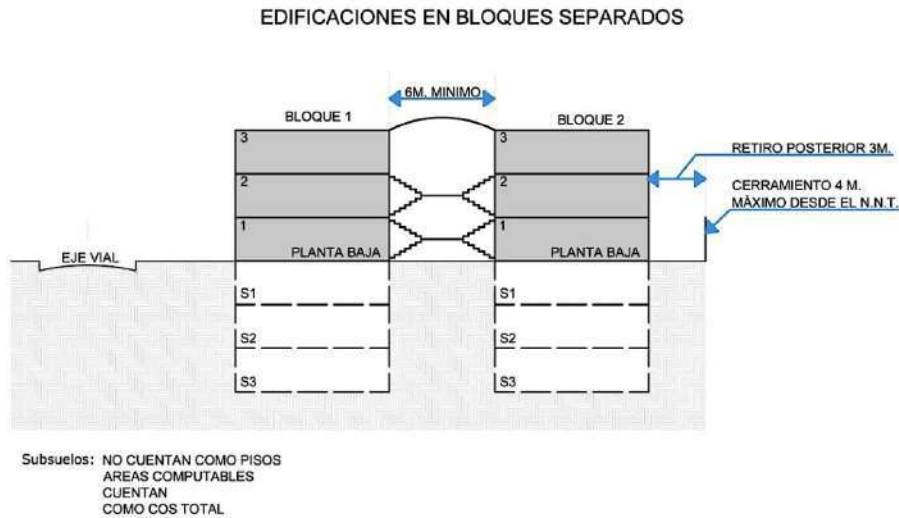 EDIFICACIONES EN BLOQUES SEPARADOS
6M. MINIMO
BLOQUE 1
BLOQUE 2
3
3
RETIRO POSTERIOR 3M.
2
2
CERRAMIENTO 4 M.
MÀXIMO DESDE EL N.N.T.
1
1
EJE VIAL
PLANTA BAJA
PLANTA BAJA
S1
S1
S2
S2
S3
S3
Subsuelos: NO CUENTAN COMO PISOS
AREAS COMPUTABLES
CUENTAN
COMO COS TOTAL